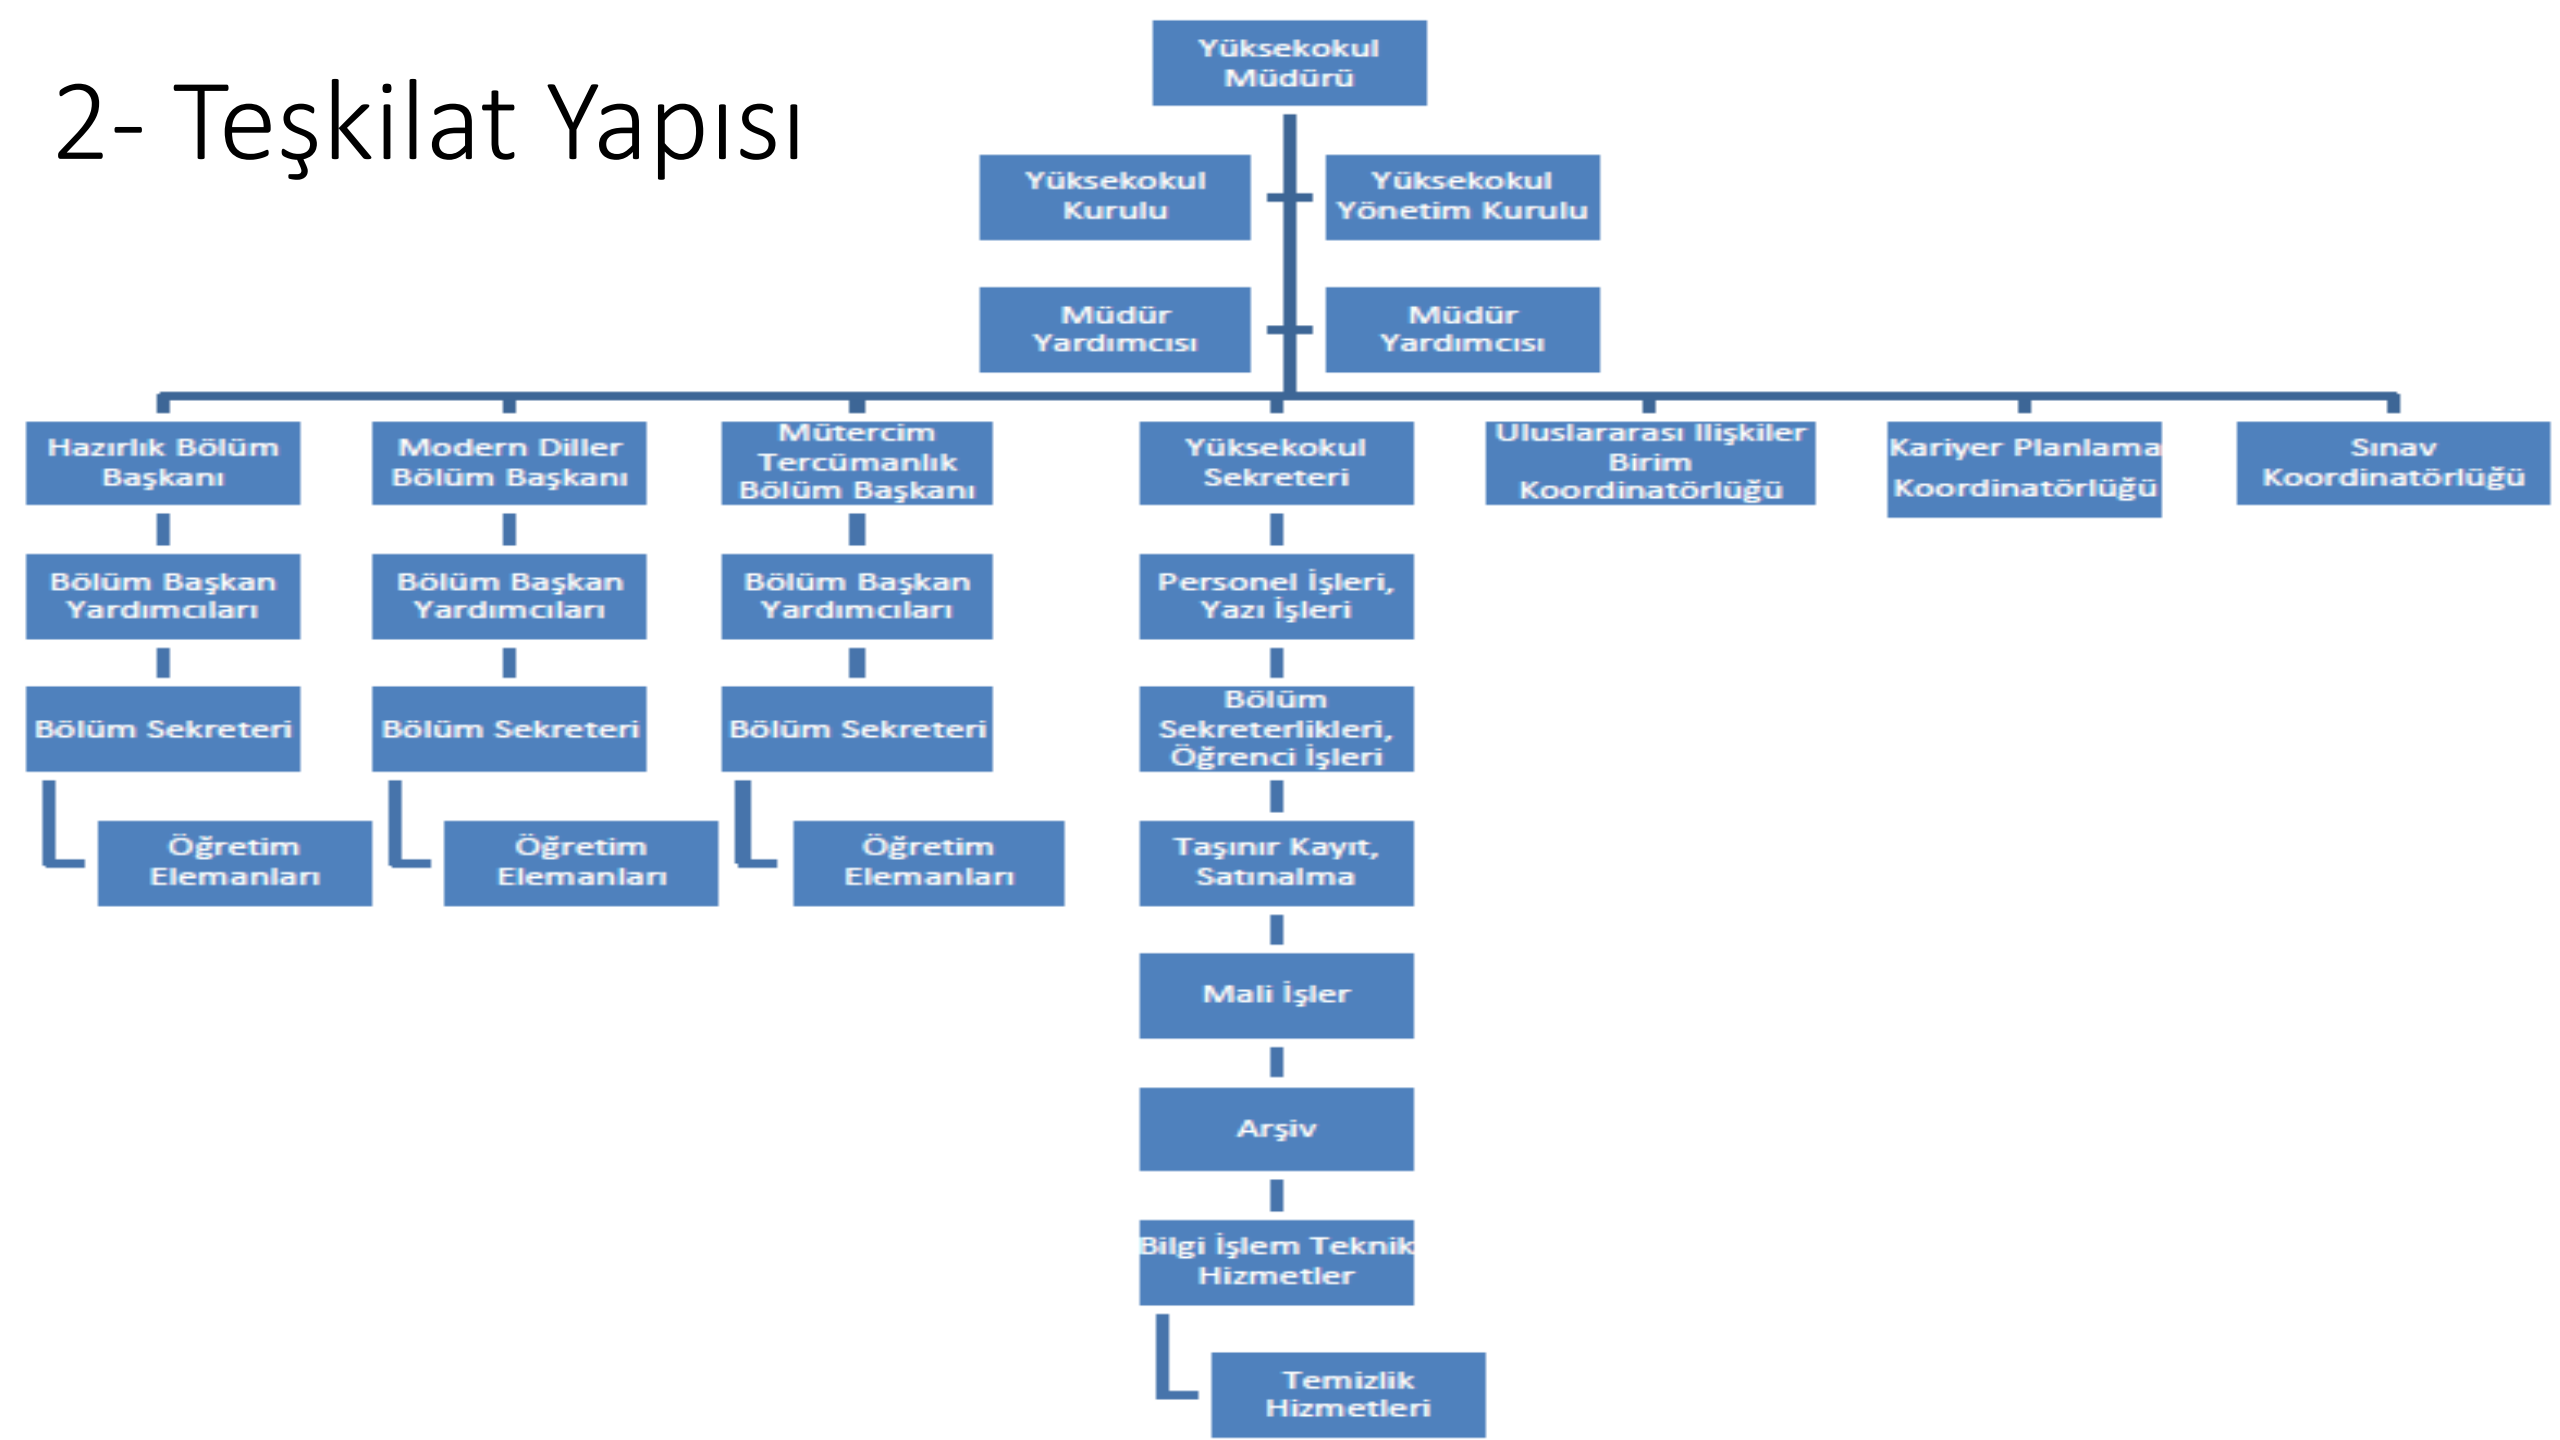 2- Teşkilat Yapısı
Yüksekokul
Müdürü
Yüksekokul
Kurulu
Yüksekokul
Yönetim Kurulu
Müdür
Yardımcısı
Müdür
Yardımcısı
Hazırlık Bölüm
Başkanı
Modern Diller
Bölüm Başkanı
Mütercim
Tercümanlık
Bölüm Başkanı
Yüksekokul
Sekreteri
Uluslararası İlişkiler
Birim
Koordinatörlüğü
Kariyer Planlama
Koordinatörlüğü
Sınav
Koordinatörlüğü
Bölüm Başkan
Yardımcıları
Bölüm Başkan
Yardımcıları
Bölüm Başkan
Yardımcıları
Personel İşleri,
Yazı İşleri
Bölüm Sekreteri
Bölüm Sekreteri
Bölüm Sekreteri
Bölüm
Sekreterlikleri,
Öğrenci İşleri
Öğretim
Elemanları
Öğretim
Elemanları
Öğretim
Elemanları
Taşınır Kayıt,
Satınalma
Mali İşler
Arşiv
Bilgi İşlem Teknik
Hizmetler
Temizlik
Hizmetleri